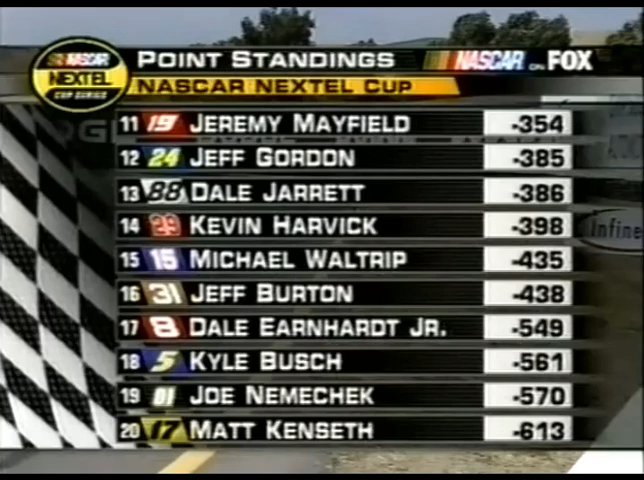 NASCAR
NEXTEL
CUP SERIES
POINT STANDINGS
NASCAR ON FOX
NASCAR NEXTEL CUP
11 19 JEREMY MAYFIELD -354
12 24 JEFF GORDON -385
13 88 DALE JARRETT -386
14 29 KEVIN HARVICK -398
15 15 MICHAEL WALTRIP -435
16 31 JEFF BURTON -438
17 8 DALE EARNHARDT JR. -549
18 5 KYLE BUSCH -561
19 01 JOE NEMECHEK -570
20 17 MATT KENSETH -613
Infine